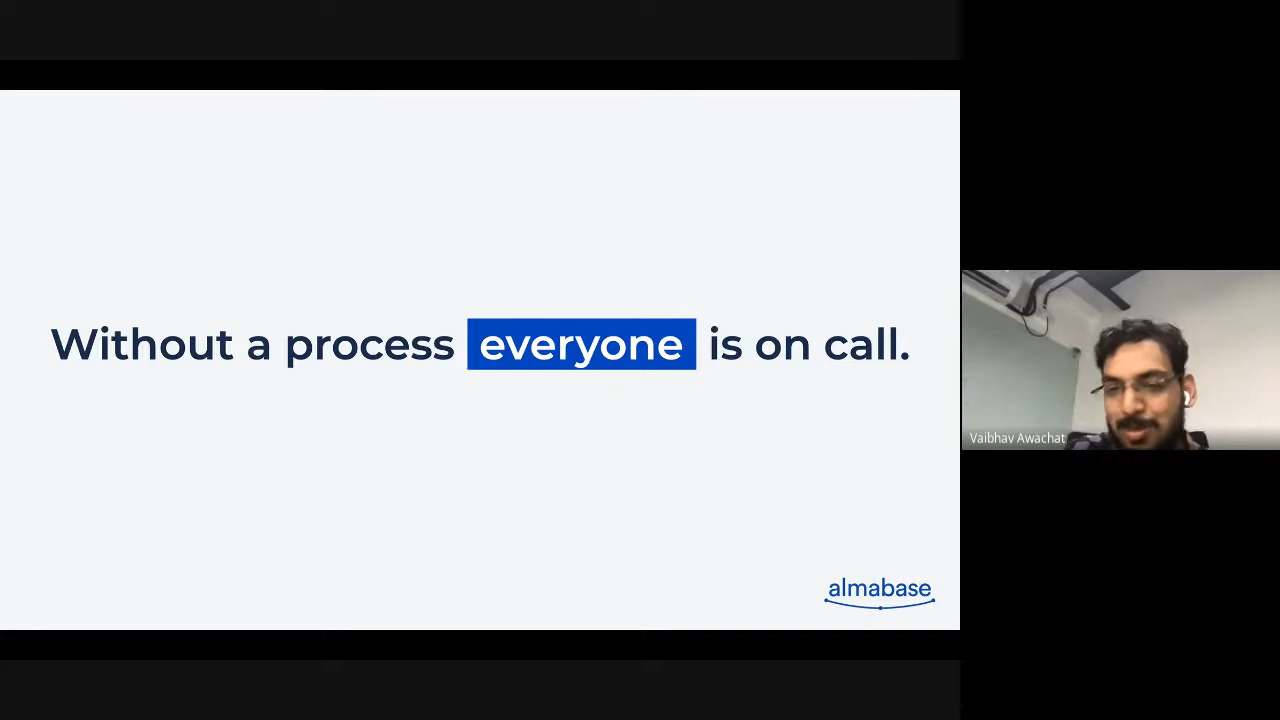 Without a process everyone is on call.
almabase
Vaibhav Awachat